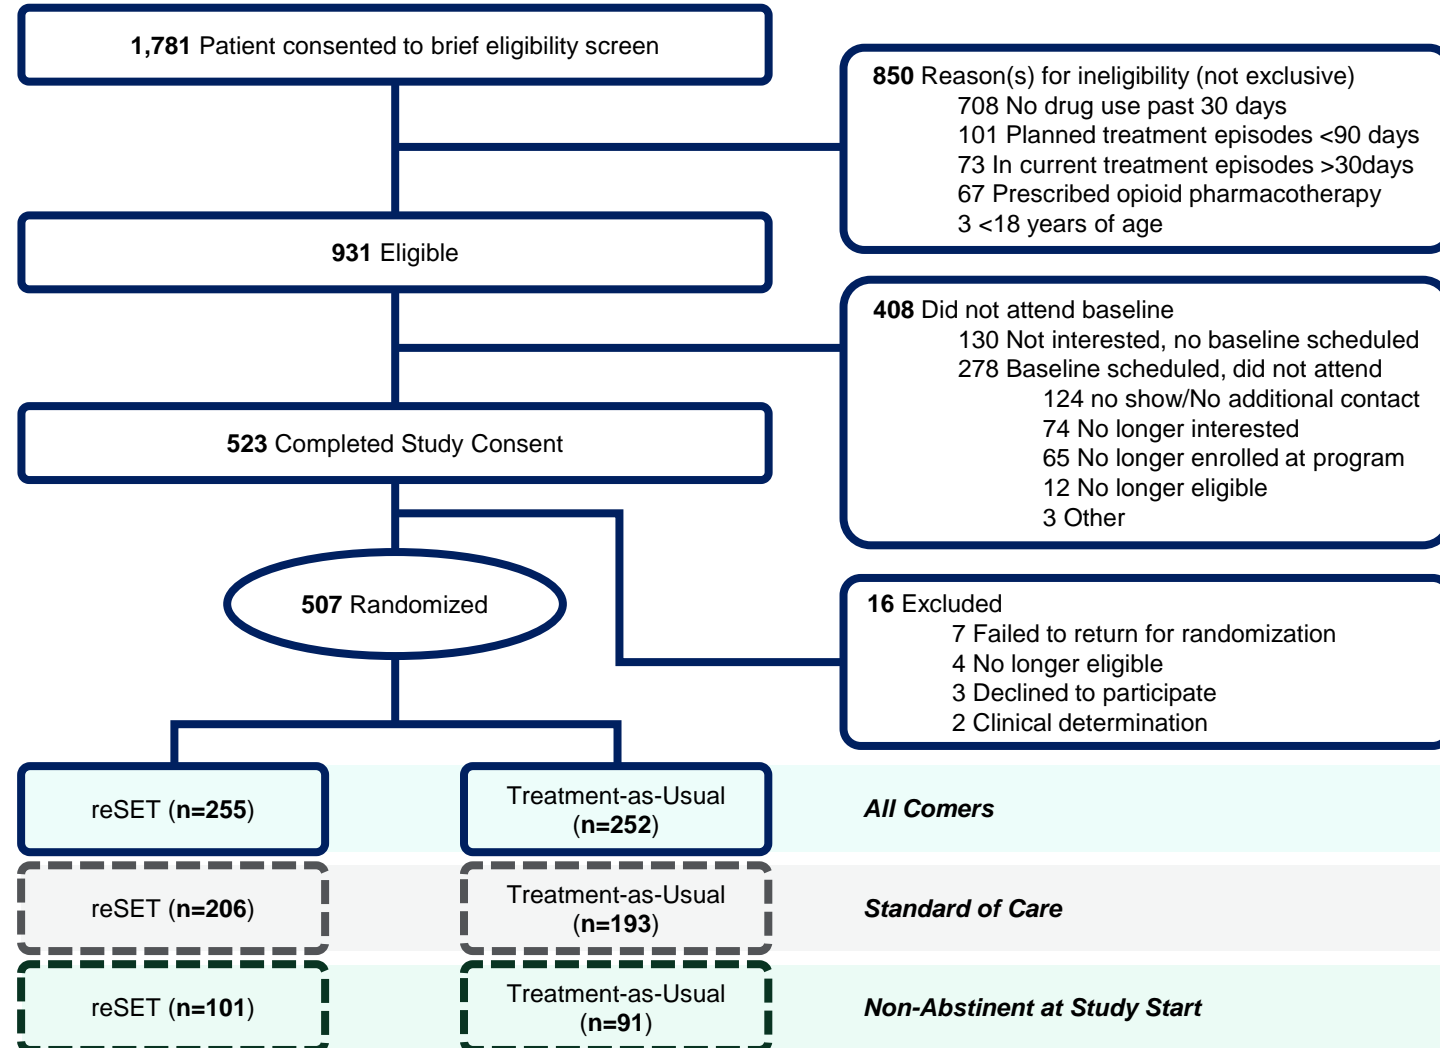 1,781 Patient consented to brief eligibility screen
850 Reason(s) for ineligibility (not exclusive)
708 No drug use past 30 days
101 Planned treatment episodes <90 days
73 In current treatment episodes >30days
67 Prescribed opioid pharmacotherapy
3 <18 years of age
931 Eligible
408 Did not attend baseline
130 Not interested, no baseline scheduled
278 Baseline scheduled, did not attend
124 no show/No additional contact
74 No longer interested
65 No longer enrolled at program
12 No longer eligible
3 Other
523 Completed Study Consent
507 Randomized
16 Excluded
7 Failed to return for randomization
4 No longer eligible
3 Declined to participate
2 Clinical determination
reSET (n=255)
Treatment-as-Usual
(n=252)
All Comers
reSET (n=206)
Treatment-as-Usual
(n=193)
Standard of Care
reSET (n=101)
Treatment-as-Usual
(n=91)
Non-Abstinent at Study Start